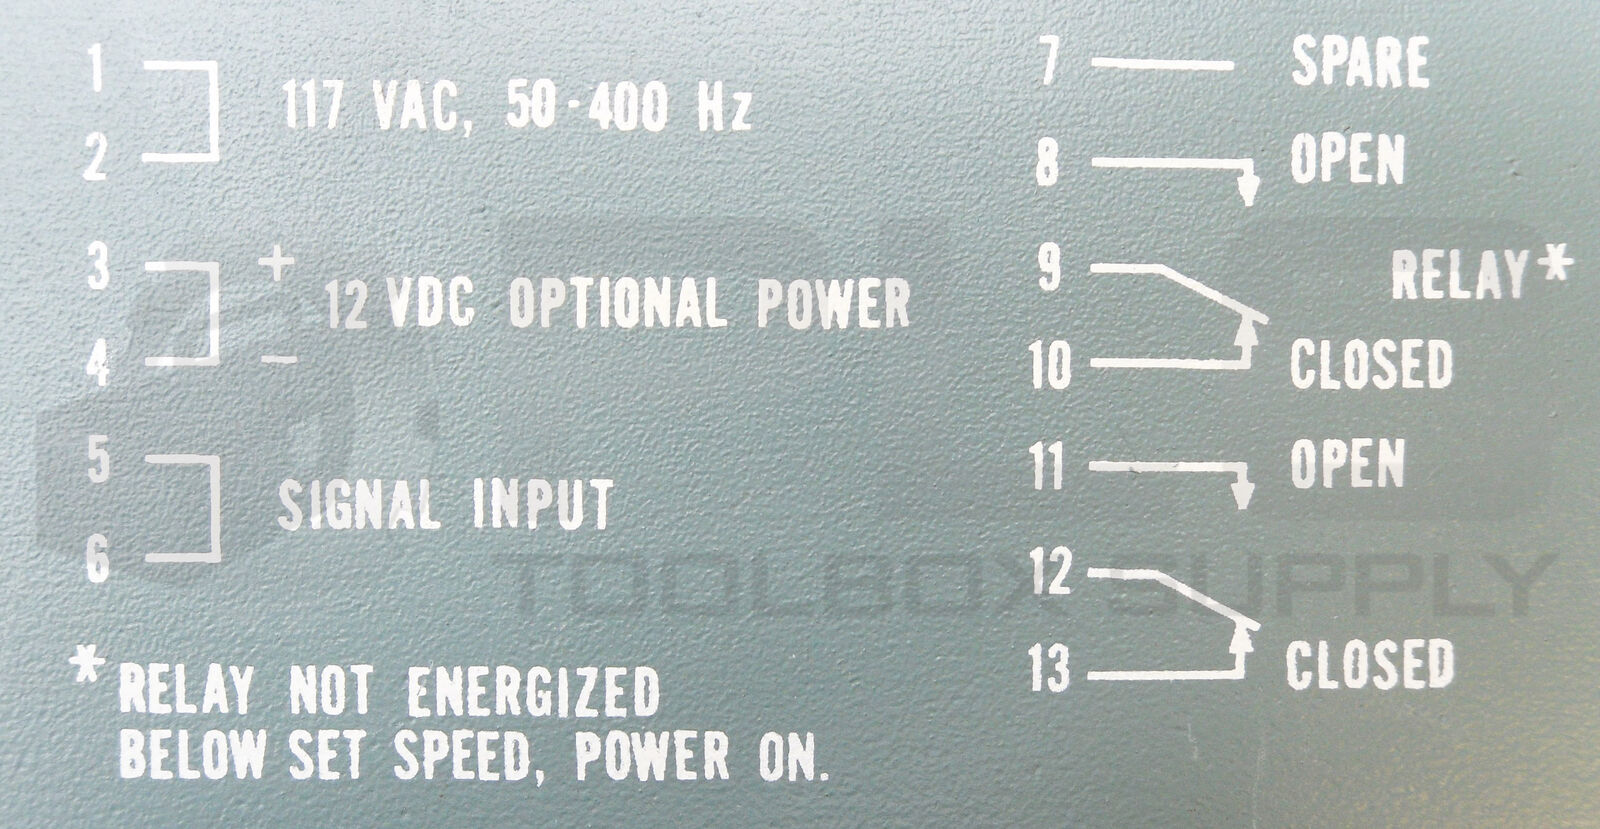 1
2
117 VAC, 50-400 Hz
3 +
4 -
12 VDC OPTIONAL POWER
5
6
SIGNAL INPUT
* RELAY NOT ENERGIZED
BELOW SET SPEED, POWER ON.
7 SPARE
8 OPEN
9 RELAY*
10 CLOSED
11 OPEN
12
13 CLOSED
TOOLBOX SUPPLY